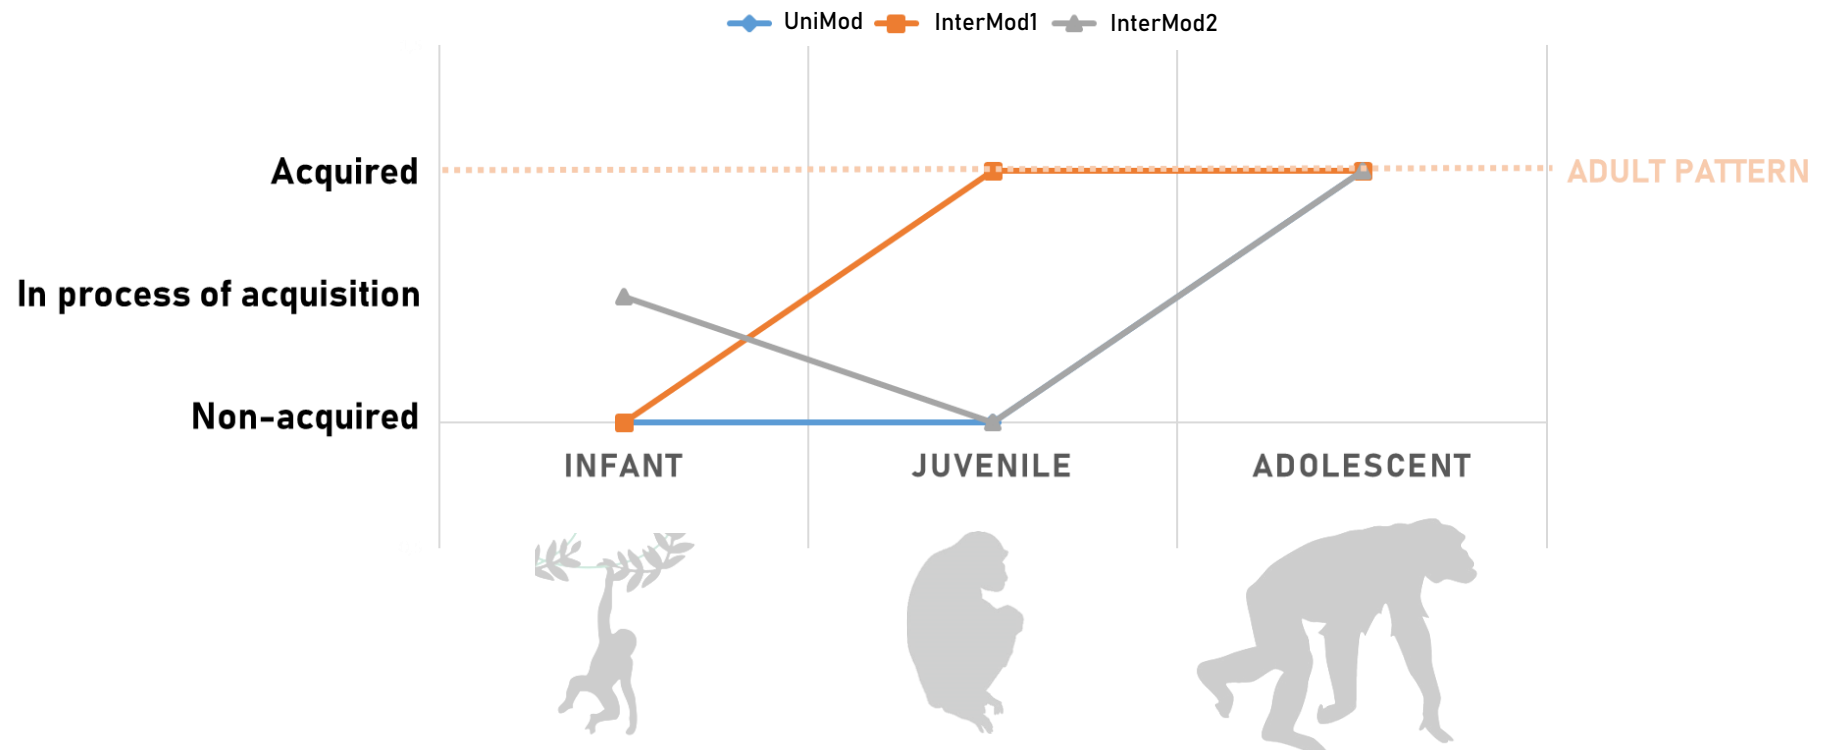 UniMod InterMod1 InterMod2
Acquired
ADULT PATTERN
In process of acquisition
Non-acquired
INFANT JUVENILE ADOLESCENT